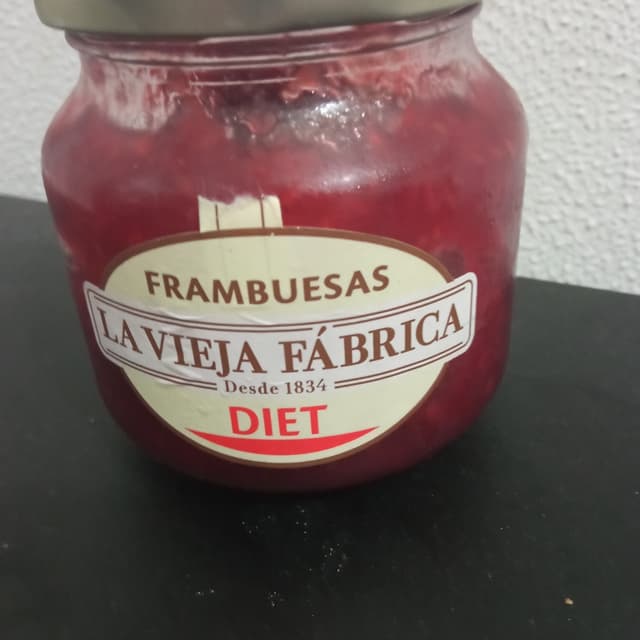 FRAMBUESAS
LA VIEJA FÁBRICA
Desde 1834
DIET